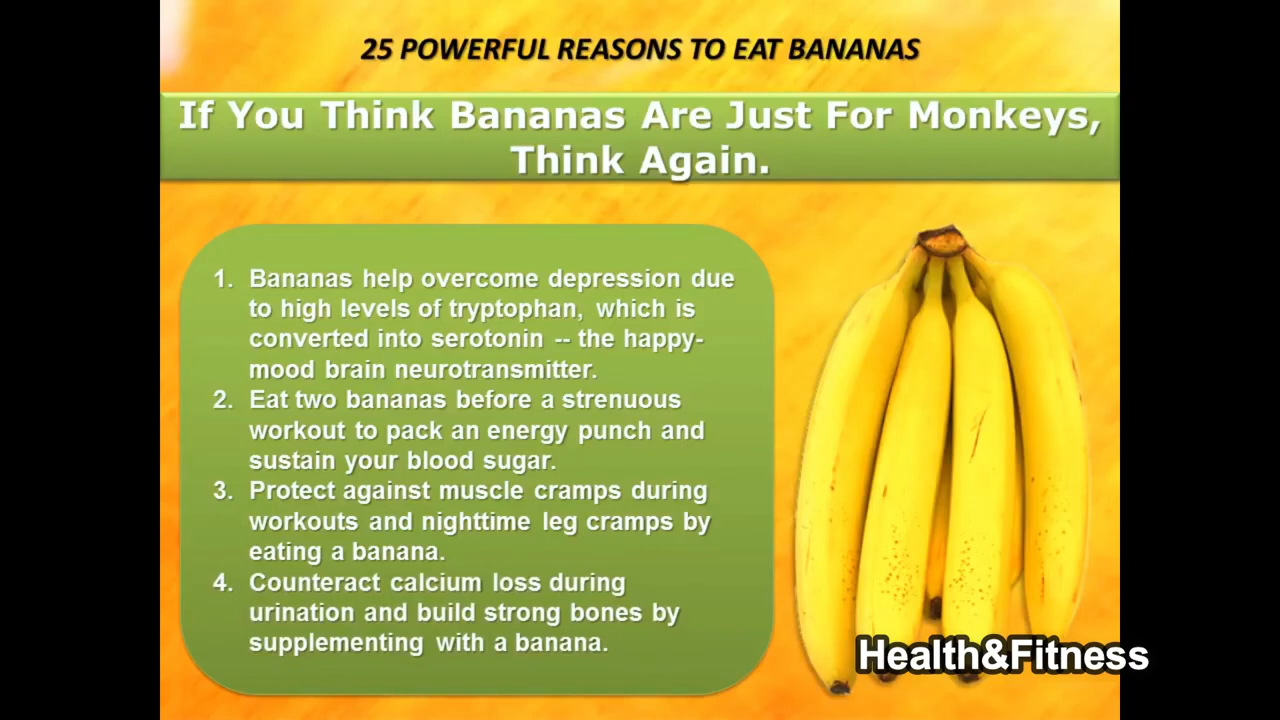 25 POWERFUL REASONS TO EAT BANANAS
If You Think Bananas Are Just For Monkeys,
Think Again.
1. Bananas help overcome depression due
to high levels of tryptophan, which is
converted into serotonin -- the happy-
mood brain neurotransmitter.
2. Eat two bananas before a strenuous
workout to pack an energy punch and
sustain your blood sugar.
3. Protect against muscle cramps during
workouts and nighttime leg cramps by
eating a banana.
4. Counteract calcium loss during
urination and build strong bones by
supplementing with a banana.
Health&Fitness